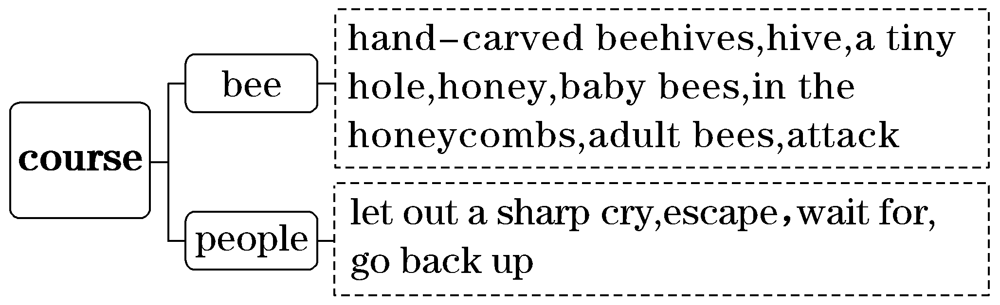 course
bee
hand-carved beehives,hive,a tiny
hole,honey,baby bees,in the
honeycombs,adult bees,attack
people
let out a sharp cry,escape,wait for,
go back up